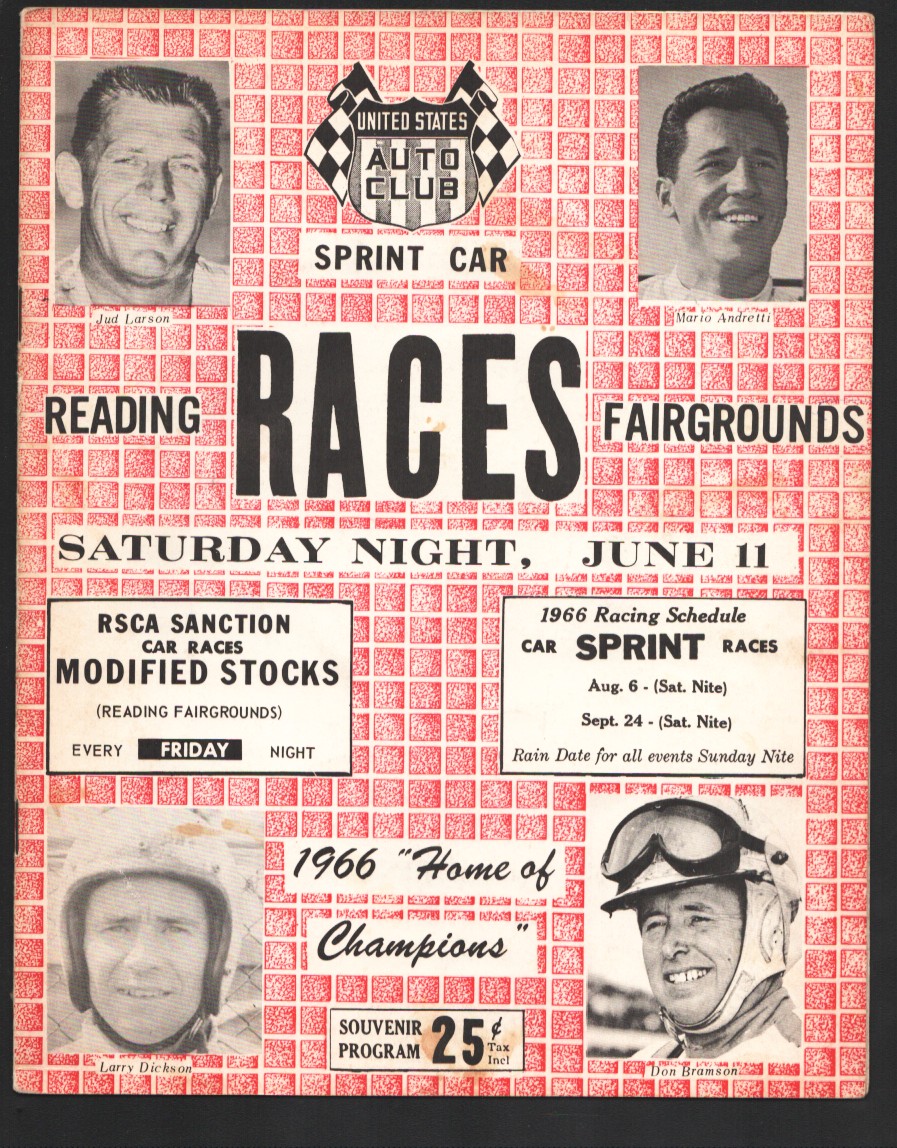 UNITED STATES
AUTO
CLUB
SPRINT CAR
Jud Larson
Mario Andretti
READING RACES FAIRGROUNDS
SATURDAY NIGHT, JUNE 11
RSCA SANCTION
CAR RACES
MODIFIED STOCKS
(READING FAIRGROUNDS)
EVERY FRIDAY NIGHT
1966 Racing Schedule
CAR SPRINT RACES
Aug. 6 - (Sat. Nite)
Sept. 24 - (Sat. Nite)
Rain Date for all events Sunday Nite
1966 "Home of
Champions"
SOUVENIR
PROGRAM
25¢
Tax
Incl
Larry Dickson
Don Bramson